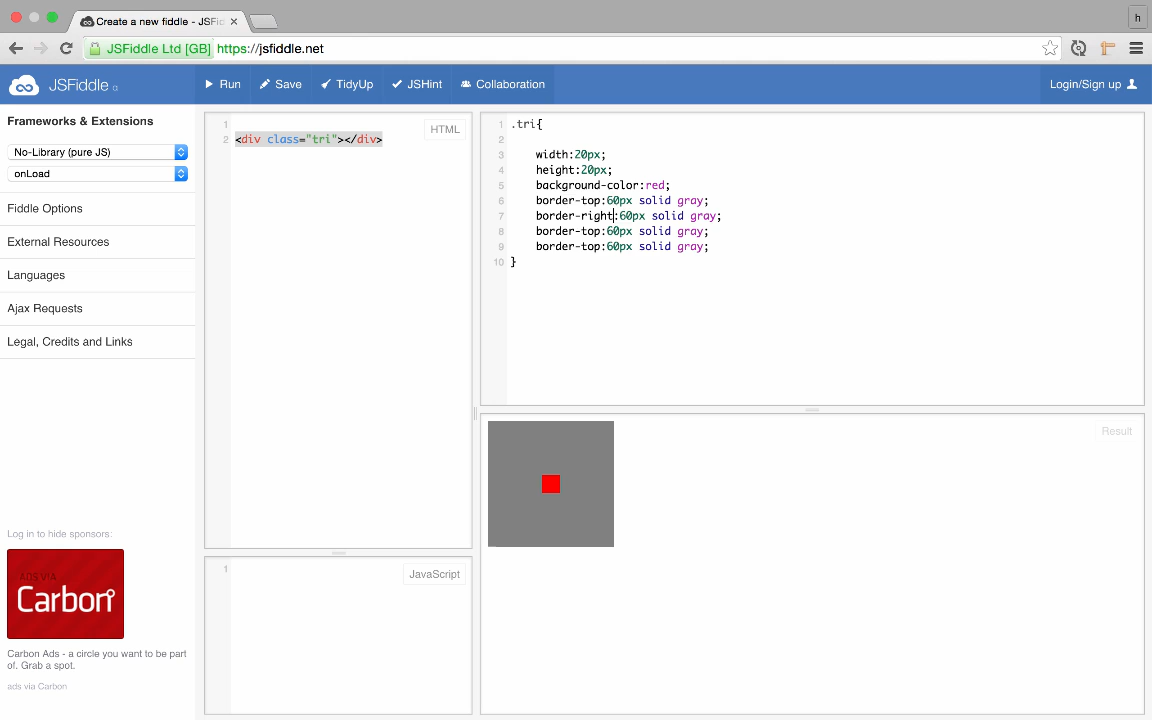 Create a new fiddle - JSFid
h
JSFiddle Ltd [GB] https://jsfiddle.net
JSFiddle α
Run
Save
TidyUp
JSHint
Collaboration
Login/Sign up
Frameworks & Extensions
No-Library (pure JS)
onLoad
Fiddle Options
External Resources
Languages
Ajax Requests
Legal, Credits and Links
Log in to hide sponsors:
ADS VIA
Carbon
Carbon Ads - a circle you want to be part
of. Grab a spot.
ads via Carbon
HTML
1
2 <div class="tri"></div>
JavaScript
1
1 .tri{
2
3 width:20px;
4 height:20px;
5 background-color:red;
6 border-top:60px solid gray;
7 border-right:60px solid gray;
8 border-top:60px solid gray;
9 border-top:60px solid gray;
10 }
Result